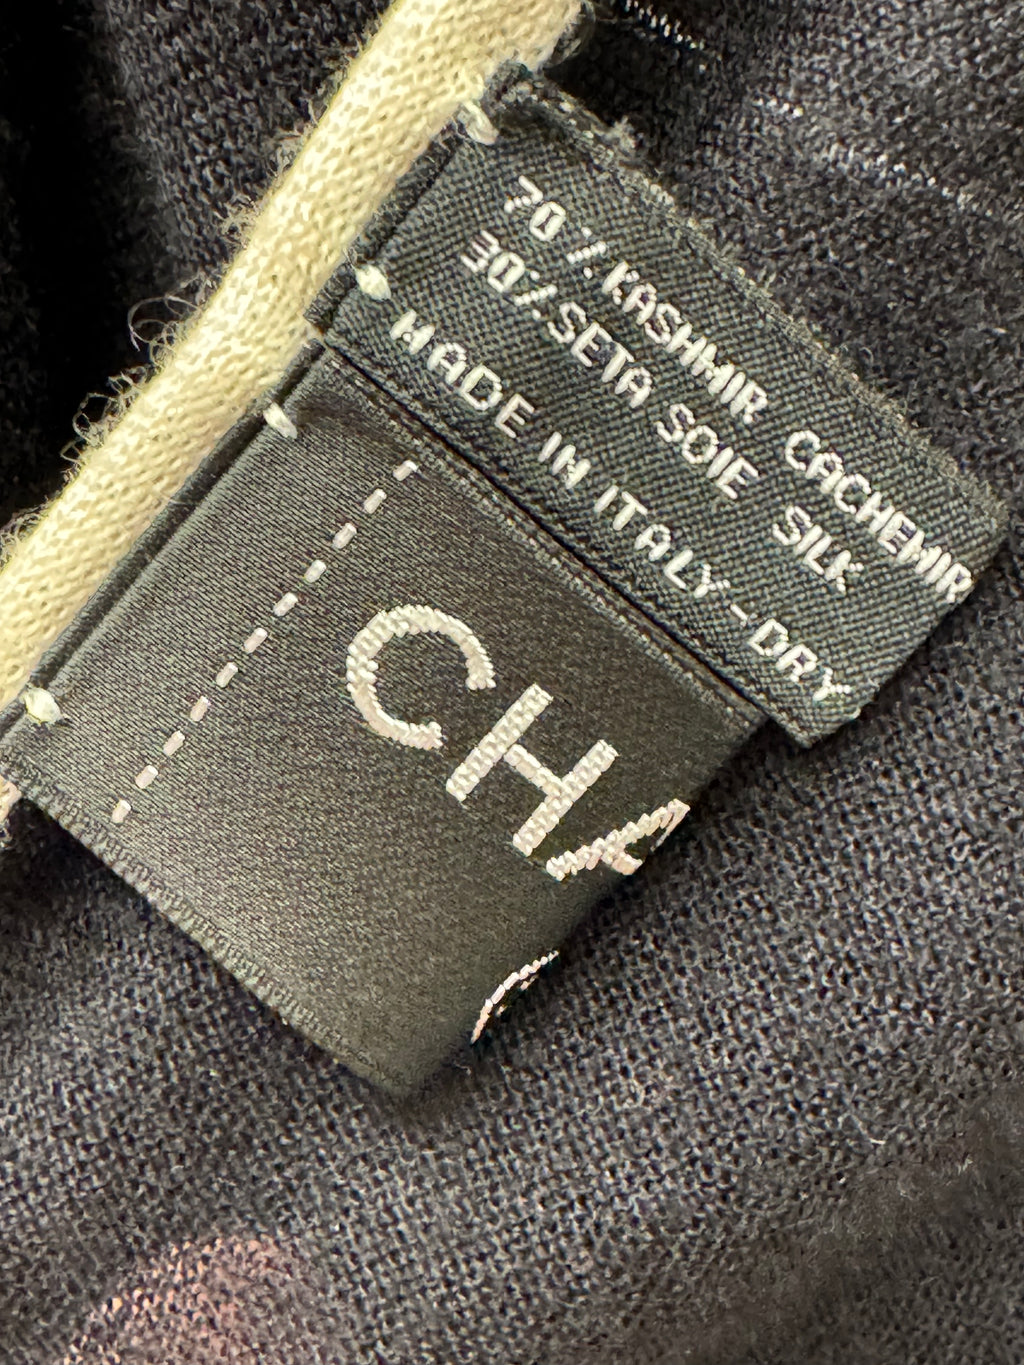 70%KASHMIR CACHEMIR
30%SETA SOIE SILK
MADE IN ITALY-DRY
CHA